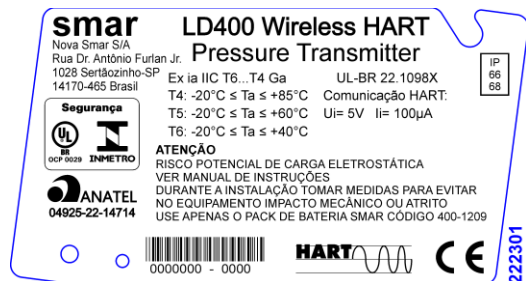 smar
LD400 Wireless HART
Pressure Transmitter
Nova Smar S/A
Rua Dr. Antônio Furlan Jr.
1028 Sertãozinho-SP
14170-465 Brasil
Ex ia IIC T6...T4 Ga
UL-BR 22.1098X
T4: -20°C ≤ Ta ≤ +85°C
Comunicação HART:
T5: -20°C ≤ Ta ≤ +60°C
Ui= 5V Ii= 100µA
T6: -20°C ≤ Ta ≤ +40°C
IP
66
68
Segurança
UL
BR
OCP 0029
INMETRO
ANATEL
04925-22-14714
ATENÇÃO
RISCO POTENCIAL DE CARGA ELETROSTÁTICA
VER MANUAL DE INSTRUÇÕES
DURANTE A INSTALAÇÃO TOMAR MEDIDAS PARA EVITAR
NO EQUIPAMENTO IMPACTO MECÂNICO OU ATRITO
USE APENAS O PACK DE BATERIA SMAR CÓDIGO 400-1209
0000000 - 0000
HART
CE
222301